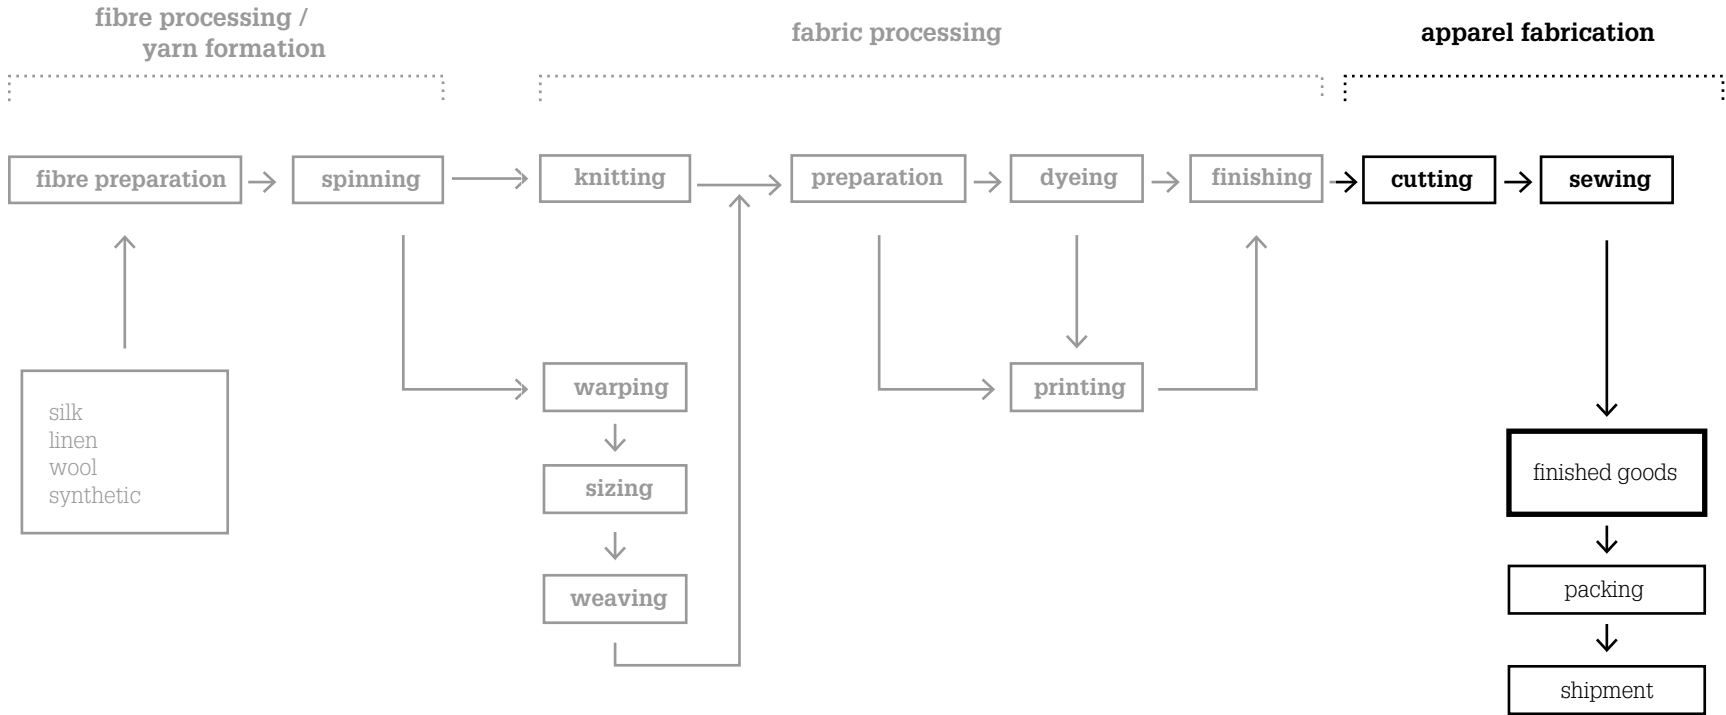 fibre processing /
yarn formation
fabric processing
apparel fabrication
fibre preparation
spinning
knitting
preparation
dyeing
finishing
cutting
sewing
silk
linen
wool
synthetic
warping
sizing
weaving
printing
finished goods
packing
shipment